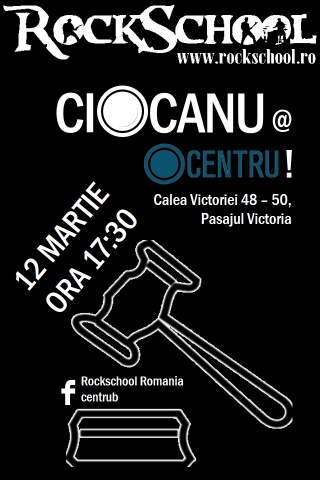 ROCKSCHOOL
www.rockschool.ro
CIOCANU @
OCENTRU !
Calea Victoriei 48 – 50,
Pasajul Victoria
12 MARTIE
ORA 17:30
f Rockschool Romania
centrub